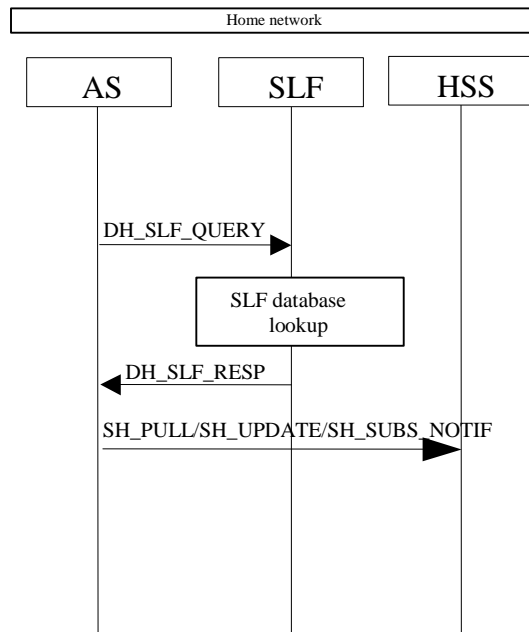 Home network
AS
SLF
HSS
DH_SLF_QUERY
SLF database
lookup
DH_SLF_RESP
SH_PULL/SH_UPDATE/SH_SUBS_NOTIF